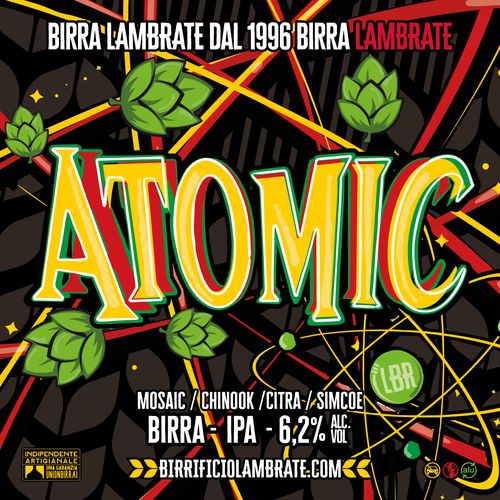 BIRRA LAMBRATE DAL 1996 BIRRA LAMBRATE
ATOMIC
LBR
MOSAIC / CHINOOK /CITRA / SIMCOE
BIRRA - IPA - 6,2% ALC. VOL
INDIPENDENTE
ARTIGIANALE
UNA GARANZIA
UNIONBIRRAI
BIRRIFICIOLAMBRATE.COM
alu